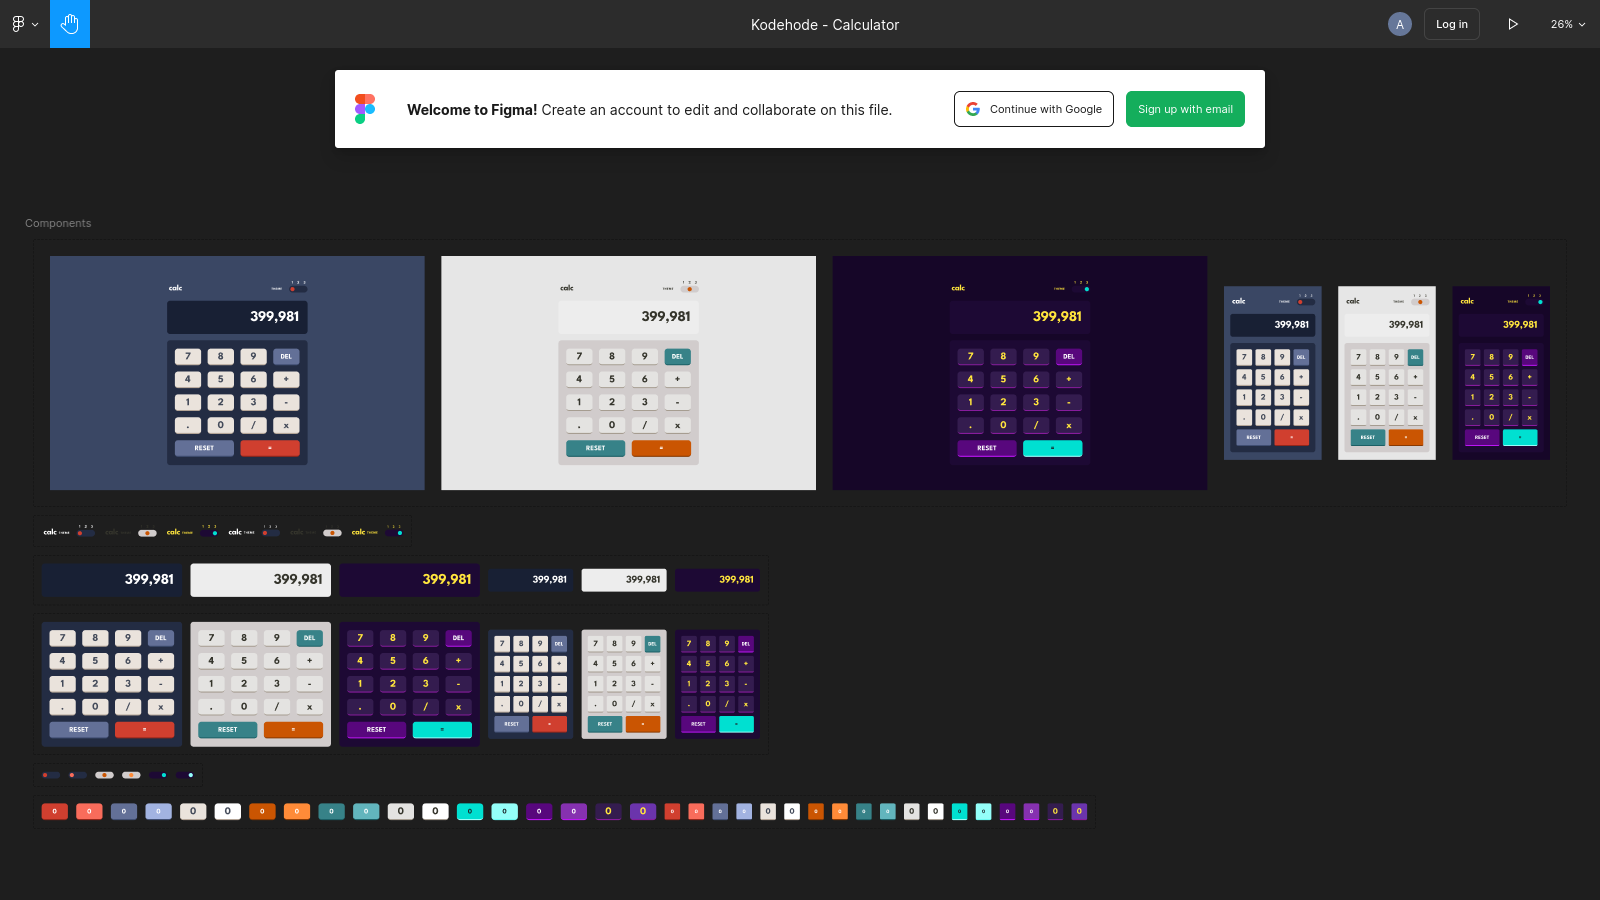 Kodehode - Calculator
A
Log in
26%
Welcome to Figma! Create an account to edit and collaborate on this file.
Continue with Google
Sign up with email
Components
calc THEME 1 2 3
399,981
7 8 9 DEL
4 5 6 +
1 2 3 -
. 0 / x
RESET =
calc THEME 1 2 3
399,981
7 8 9 DEL
4 5 6 +
1 2 3 -
. 0 / x
RESET =
calc THEME 1 2 3
399,981
7 8 9 DEL
4 5 6 +
1 2 3 -
. 0 / x
RESET =
calc THEME 1 2 3
399,981
7 8 9 DEL
4 5 6 +
1 2 3 -
. 0 / x
RESET =
calc THEME 1 2 3
399,981
7 8 9 DEL
4 5 6 +
1 2 3 -
. 0 / x
RESET =
calc THEME 1 2 3
399,981
7 8 9 DEL
4 5 6 +
1 2 3 -
. 0 / x
RESET =
calc THEME 1 2 3 calc THEME calc THEME 1 2 3 calc THEME 1 2 3 calc THEME calc THEME 1 2 3
399,981 399,981 399,981 399,981 399,981 399,981
7 8 9 DEL
4 5 6 +
1 2 3 -
. 0 / x
RESET =
7 8 9 DEL
4 5 6 +
1 2 3 -
. 0 / x
RESET =
7 8 9 DEL
4 5 6 +
1 2 3 -
. 0 / x
RESET =
7 8 9 DEL
4 5 6 +
1 2 3 -
. 0 / x
RESET =
7 8 9 DEL
4 5 6 +
1 2 3 -
. 0 / x
RESET =
7 8 9 DEL
4 5 6 +
1 2 3 -
. 0 / x
RESET =
0 0 0 0 0 0 0 0 0 0 0 0 0 0 0 0 0 0 0 0 0 0 0 0 0 0 0 0 0 0 0 0 0 0 0 0